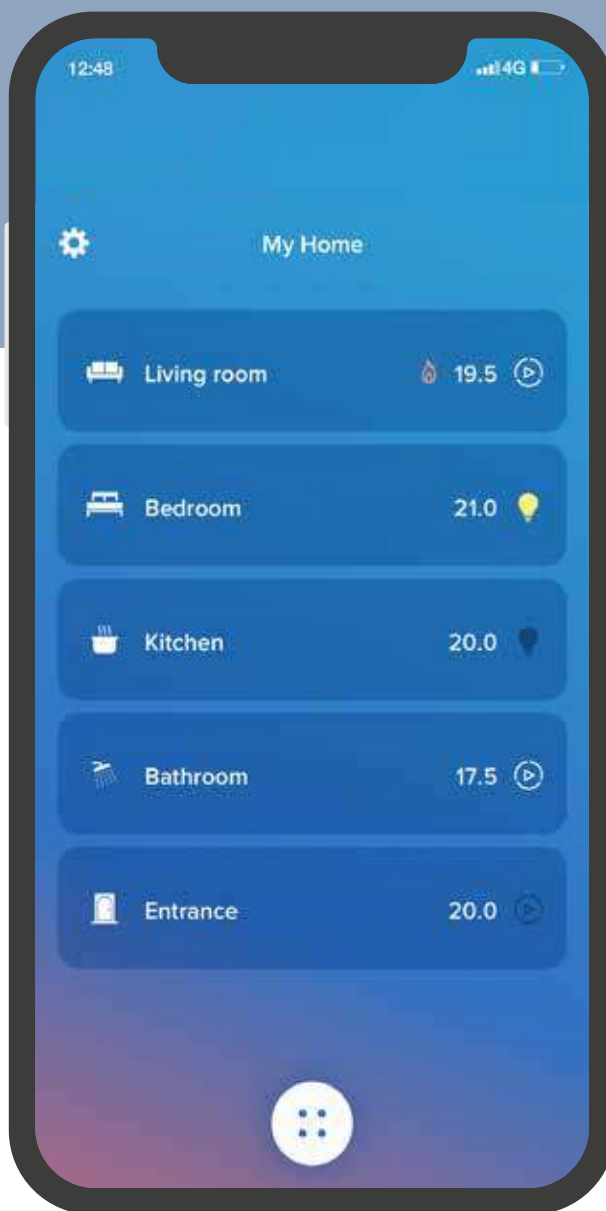 12:48
4G
My Home
Living room 19.5
Bedroom 21.0
Kitchen 20.0
Bathroom 17.5
Entrance 20.0